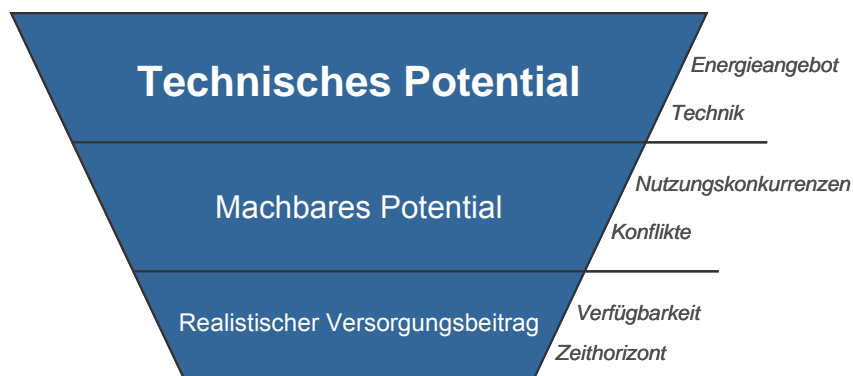 Technisches Potential
Energieangebot
Technik
Machbares Potential
Nutzungskonkurrenzen
Konflikte
Realistischer Versorgungsbeitrag
Verfügbarkeit
Zeithorizont